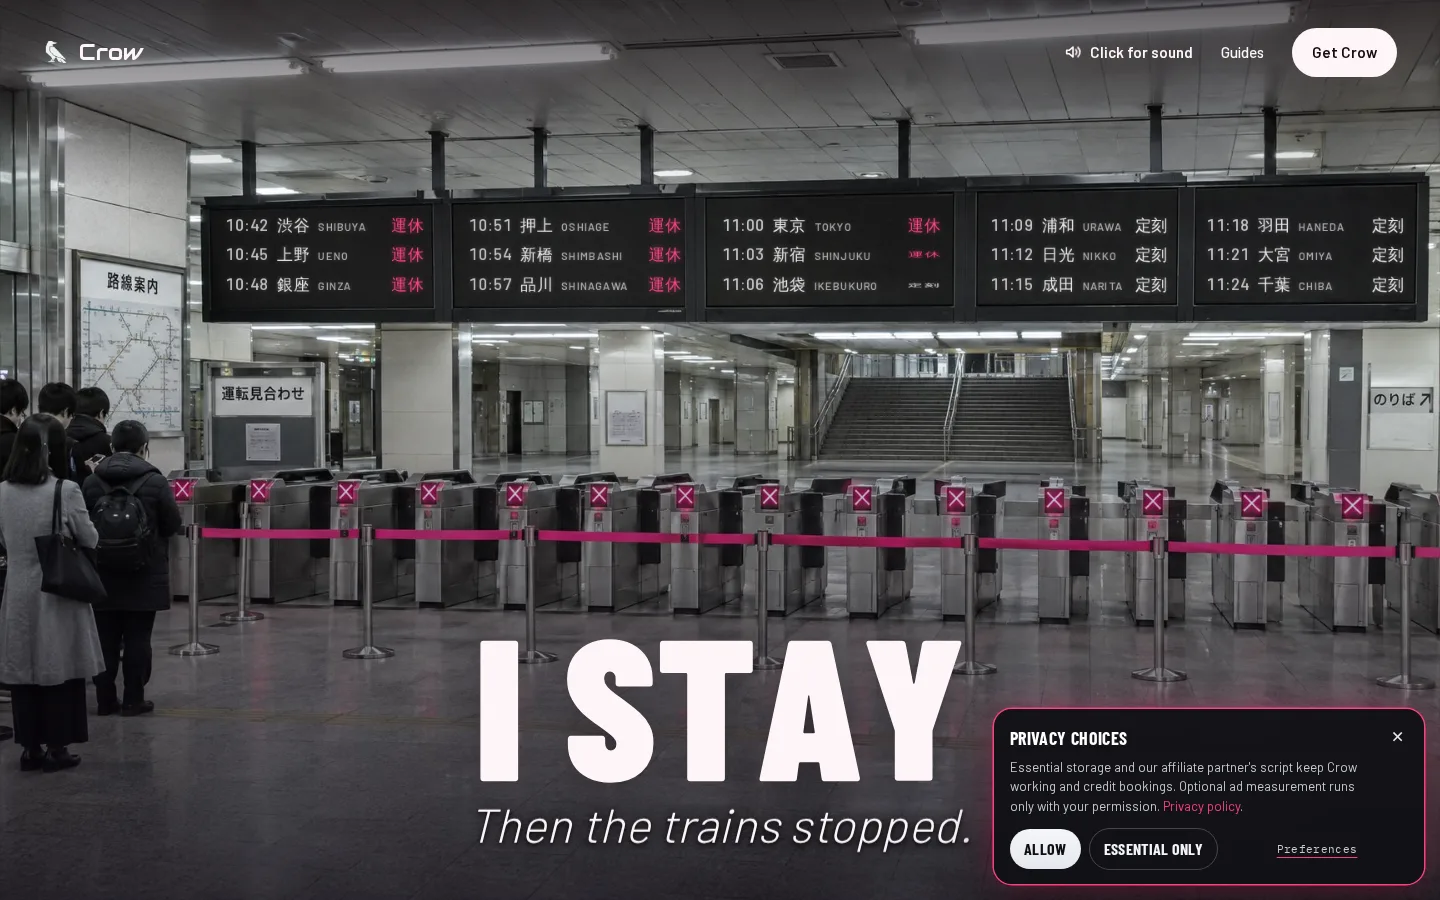 Crow
Click for sound
Guides
Get Crow
10:42 渋谷 SHIBUYA 運休
10:45 上野 UENO 運休
10:48 銀座 GINZA 運休
10:51 押上 OSHIAGE 運休
10:54 新橋 SHIMBASHI 運休
10:57 品川 SHINAGAWA 運休
11:00 東京 TOKYO 運休
11:03 新宿 SHINJUKU 運休
11:06 池袋 IKEBUKURO 定刻
11:09 浦和 URAWA 定刻
11:12 日光 NIKKO 定刻
11:15 成田 NARITA 定刻
11:18 羽田 HANEDA 定刻
11:21 大宮 OMIYA 定刻
11:24 千葉 CHIBA 定刻
路線案内
運転見合わせ
のりば
I STAY
Then the trains stopped.
PRIVACY CHOICES
Essential storage and our affiliate partner's script keep Crow
working and credit bookings. Optional ad measurement runs
only with your permission. Privacy policy.
ALLOW
ESSENTIAL ONLY
Preferences